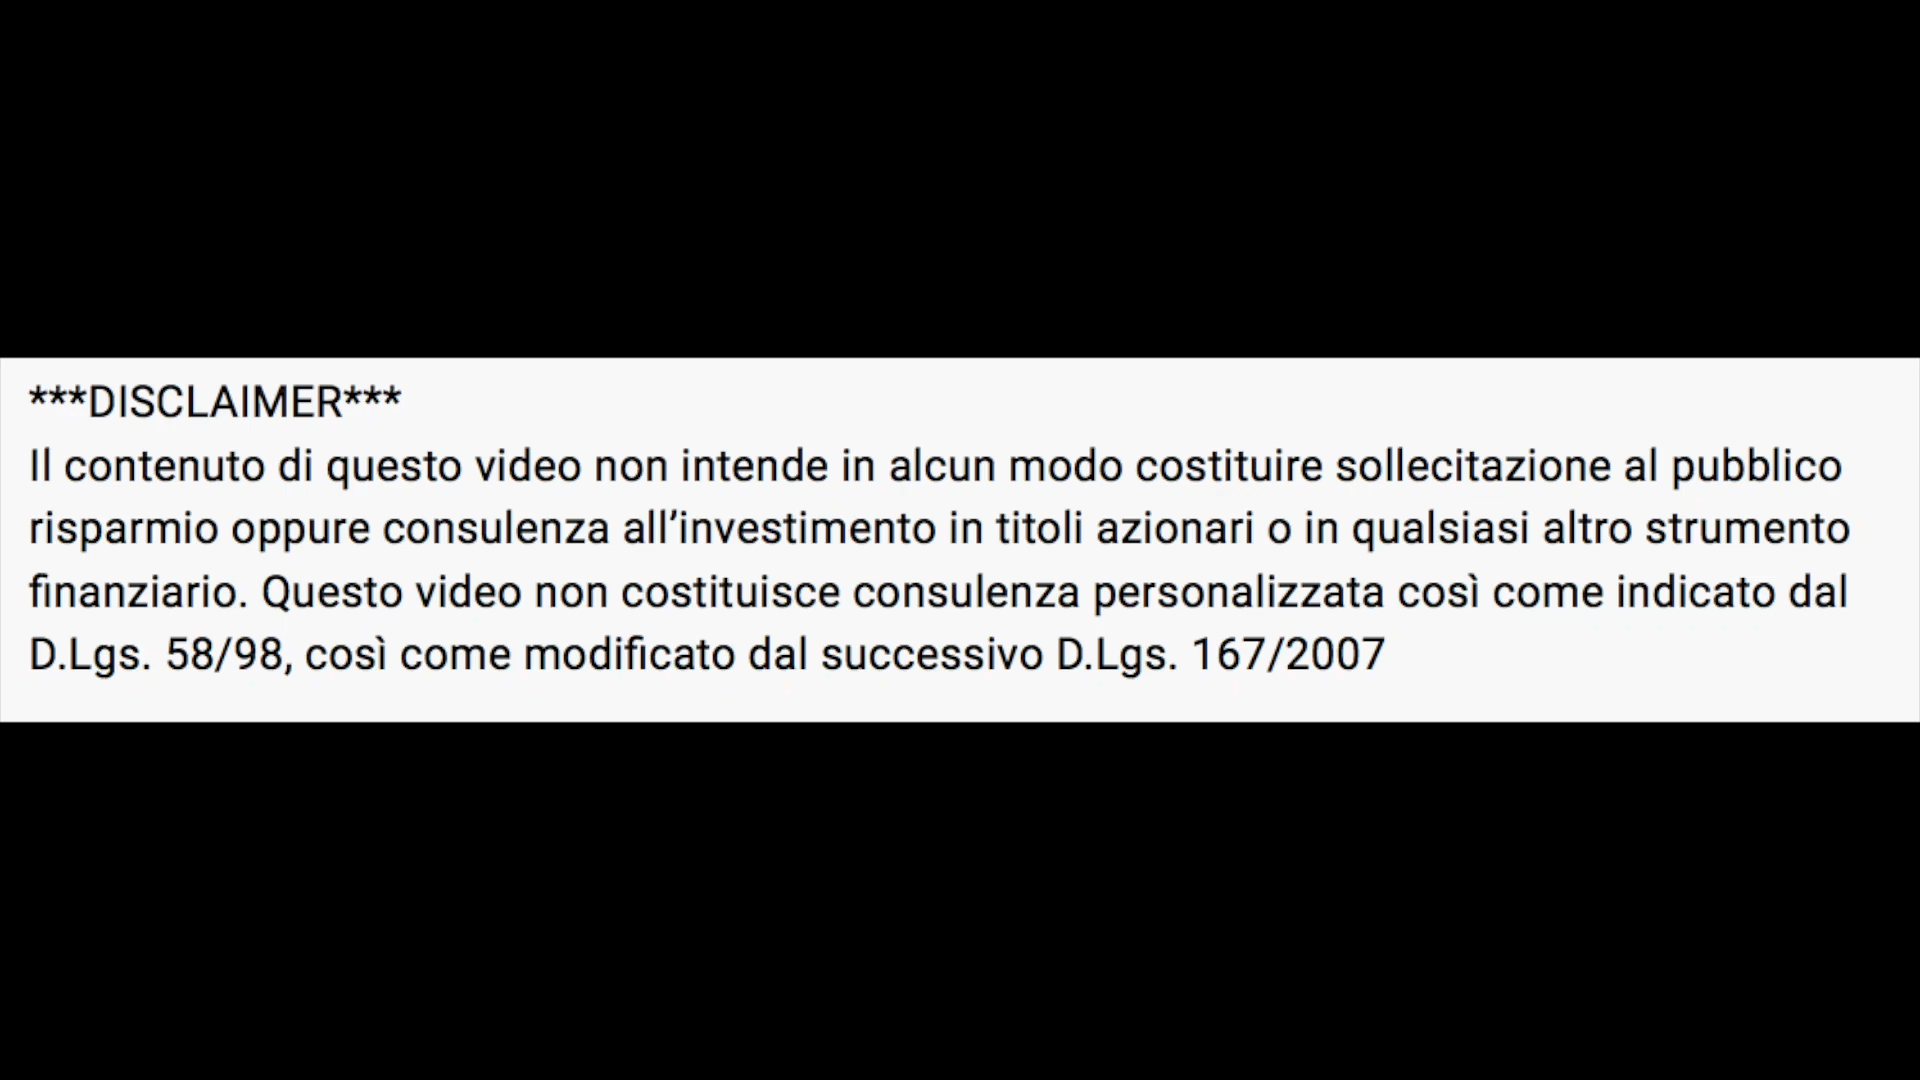 ***DISCLAIMER***
Il contenuto di questo video non intende in alcun modo costituire sollecitazione al pubblico
risparmio oppure consulenza all’investimento in titoli azionari o in qualsiasi altro strumento
finanziario. Questo video non costituisce consulenza personalizzata così come indicato dal
D.Lgs. 58/98, così come modificato dal successivo D.Lgs. 167/2007